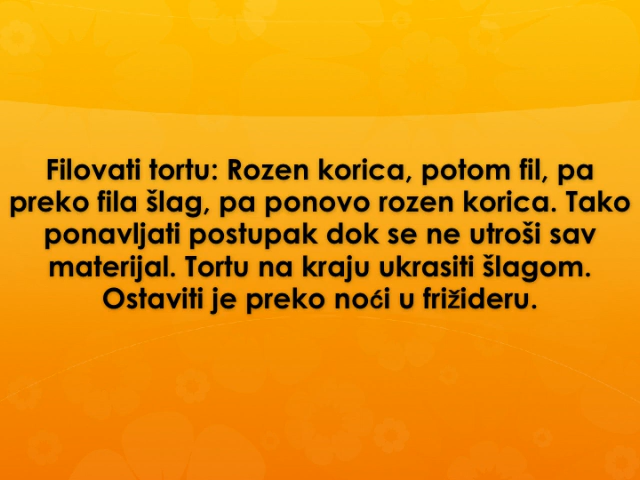 Filovati tortu: Rozen korica, potom fil, pa
preko fila šlag, pa ponovo rozen korica. Tako
ponavljati postupak dok se ne utroši sav
materijal. Tortu na kraju ukrasiti šlagom.
Ostaviti je preko noći u frižideru.